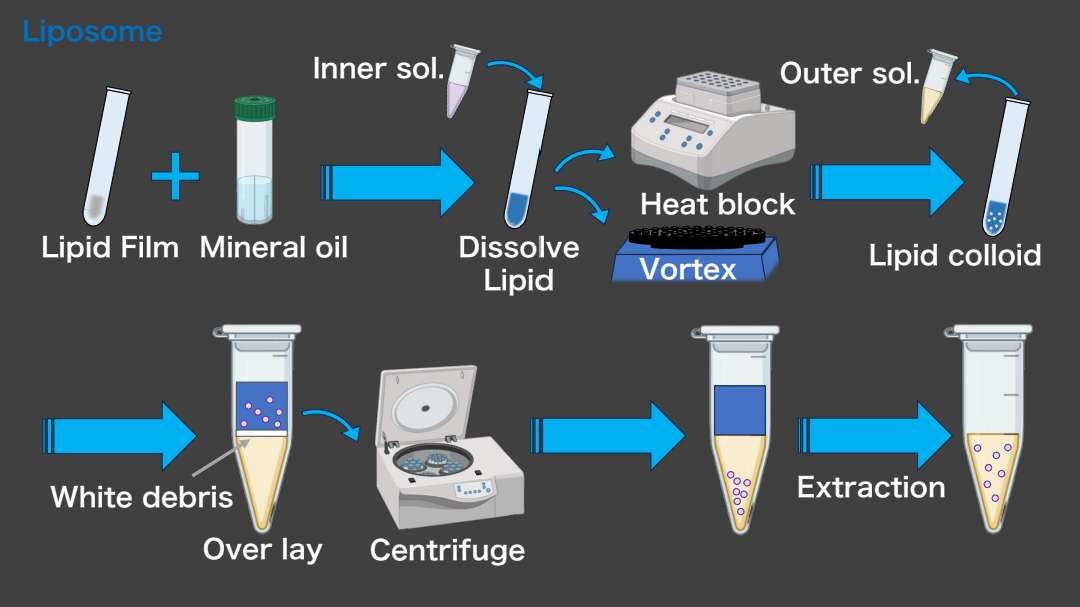 Liposome
Inner sol.
Outer sol.
Lipid Film
Mineral oil
Dissolve
Lipid
Heat block
Vortex
Lipid colloid
White debris
Over lay
Centrifuge
Extraction